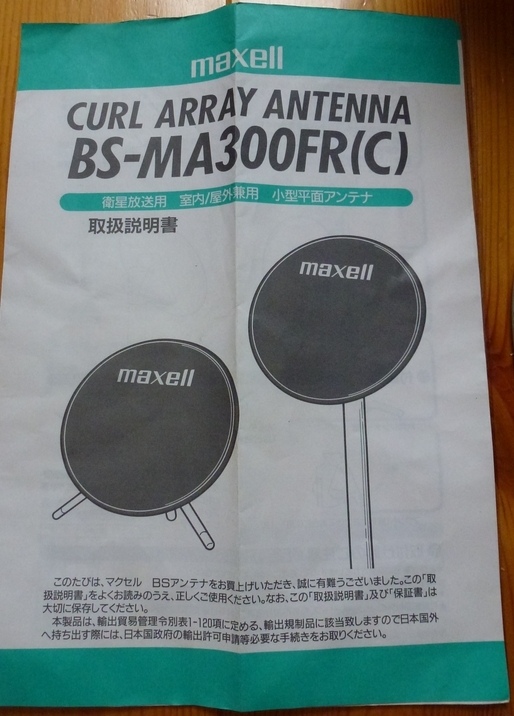 maxell
CURL ARRAY ANTENNA
BS-MA300FR(C)
衛星放送用 室内/屋外兼用 小型平面アンテナ
取扱説明書
maxell
maxell
このたびは、マクセル BSアンテナをお買上げいただき、誠に有難うございました。この「取
扱説明書」をよくお読みのうえ、正しくご使用ください。なお、この「取扱説明書」及び「保証書」は
大切に保存してください。
本製品は、輸出貿易管理令別表1-120項に定める、輸出規制品に該当致しますので日本国外
へ持ち出す際には、日本国政府の輸出許可申請等必要な手続きをお取りください。